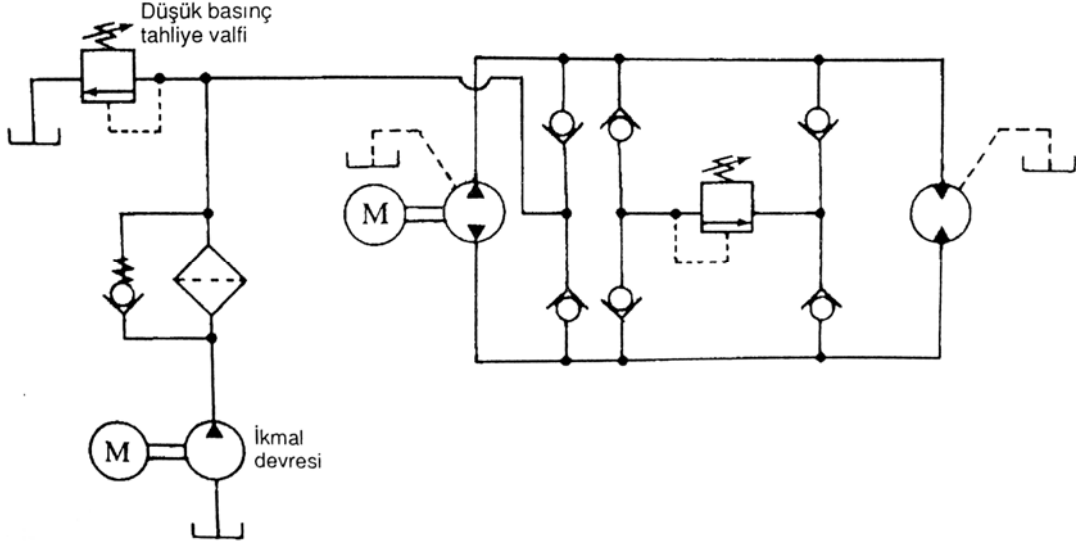 Düşük basınç
tahliye valfi
M
M
İkmal
devresi